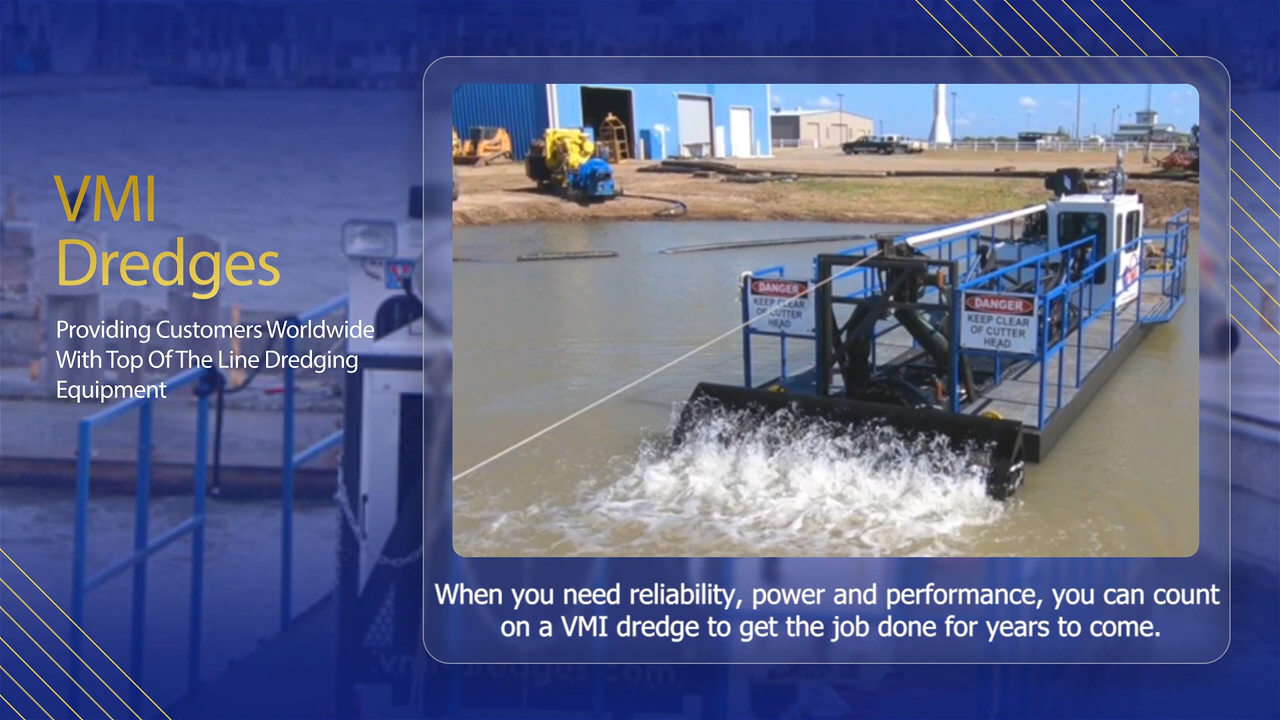 VMI
Dredges
Providing Customers Worldwide
With Top Of The Line Dredging
Equipment
DANGER
KEEP CLEAR
OF CUTTER
HEAD
DANGER
KEEP CLEAR
OF CUTTER
HEAD
When you need reliability, power and performance, you can count
on a VMI dredge to get the job done for years to come.